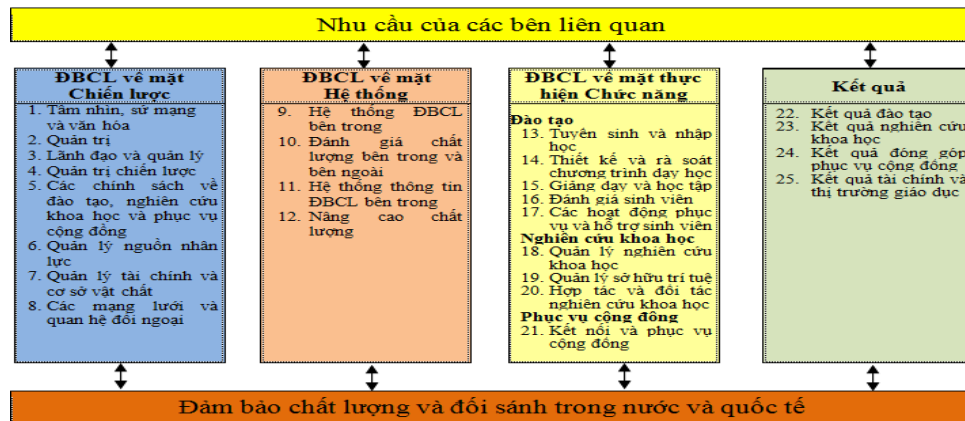 Nhu cầu của các bên liên quan
ĐBCL về mặt
Chiến lược
1. Tầm nhìn, sứ mạng
và văn hóa
2. Quản trị
3. Lãnh đạo và quản lý
4. Quản trị chiến lược
5. Các chính sách về
đào tạo, nghiên cứu
khoa học và phục vụ
cộng đồng
6. Quản lý nguồn nhân
lực
7. Quản lý tài chính và
cơ sở vật chất
8. Các mạng lưới và
quan hệ đối ngoại
ĐBCL về mặt
Hệ thống
9. Hệ thống ĐBCL
bên trong
10. Đánh giá chất
lượng bên trong và
bên ngoài
11. Hệ thống thông tin
ĐBCL bên trong
12. Nâng cao chất
lượng
ĐBCL về mặt thực
hiện Chức năng
Đào tạo
13. Tuyển sinh và nhập
học
14. Thiết kế và rà soát
chương trình dạy học
15. Giảng dạy và học tập
16. Đánh giá sinh viên
17. Các hoạt động phục
vụ và hỗ trợ sinh viên
Nghiên cứu khoa học
18. Quản lý nghiên cứu
khoa học
19. Quản lý sở hữu trí tuệ
20. Hợp tác và đối tác
nghiên cứu khoa học
Phục vụ cộng đồng
21. Kết nối và phục vụ
cộng đồng
Kết quả
22. Kết quả đào tạo
23. Kết quả nghiên cứu
khoa học
24. Kết quả đóng góp
phục vụ cộng đồng
25. Kết quả tài chính và
thị trường giáo dục
Đảm bảo chất lượng và đối sánh trong nước và quốc tế